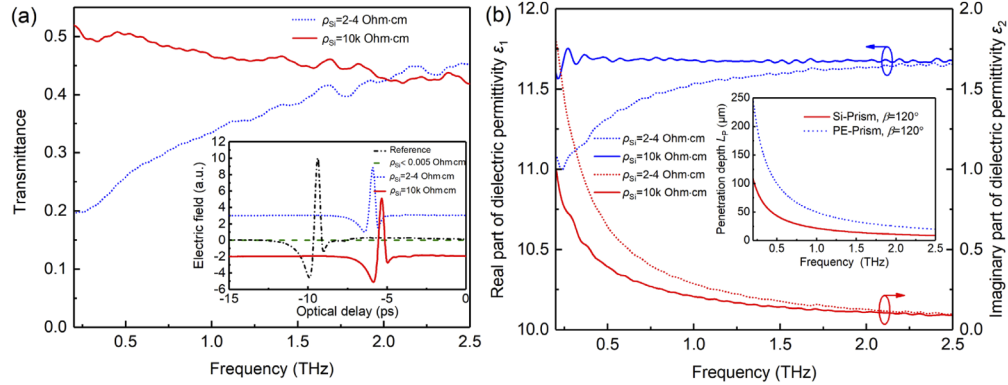 (a)
ρSi=2-4 Ohm·cm
ρSi=10k Ohm·cm
Transmittance
0.5
0.4
0.3
0.2
0.1
0.0
0.5 1.0 1.5 2.0 2.5
Frequency (THz)
Electric field (a.u.)
12
10
8
6
4
2
0
-2
-4
-6
-15 -10 -5 0
Optical delay (ps)
Reference
ρSi< 0.005 Ohm·cm
ρSi=2-4 Ohm·cm
ρSi=10k Ohm·cm
(b)
Real part of dielectric permittivity ε1
12.0
11.5
11.0
10.5
10.0
0.5 1.0 1.5 2.0 2.5
Frequency (THz)
Imaginary part of dielectric permittivity ε2
2.0
1.5
1.0
0.5
0.0
ρSi=2-4 Ohm·cm
ρSi=10k Ohm·cm
ρSi=2-4 Ohm·cm
ρSi=10k Ohm·cm
Penetration depth LP (μm)
250
200
150
100
50
0
0.5 1.0 1.5 2.0 2.5
Frequency (THz)
Si-Prism, β=120°
PE-Prism, β=120°